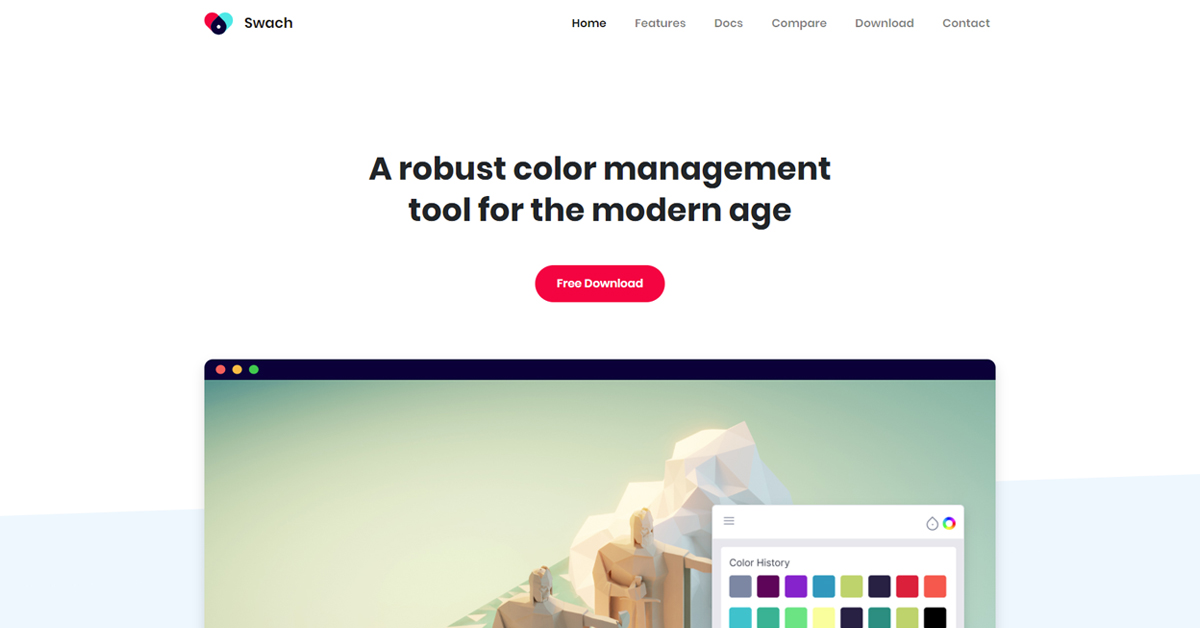 Swach
Home Features Docs Compare Download Contact
A robust color management
tool for the modern age
Free Download
Color History